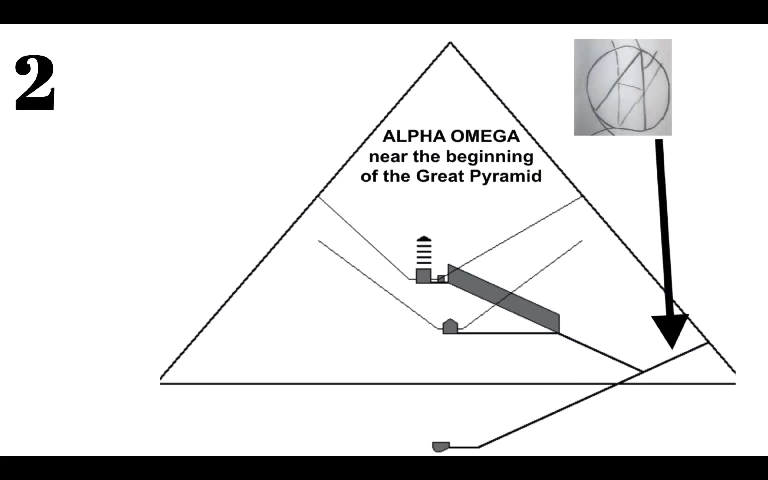 2
ALPHA OMEGA
near the beginning
of the Great Pyramid